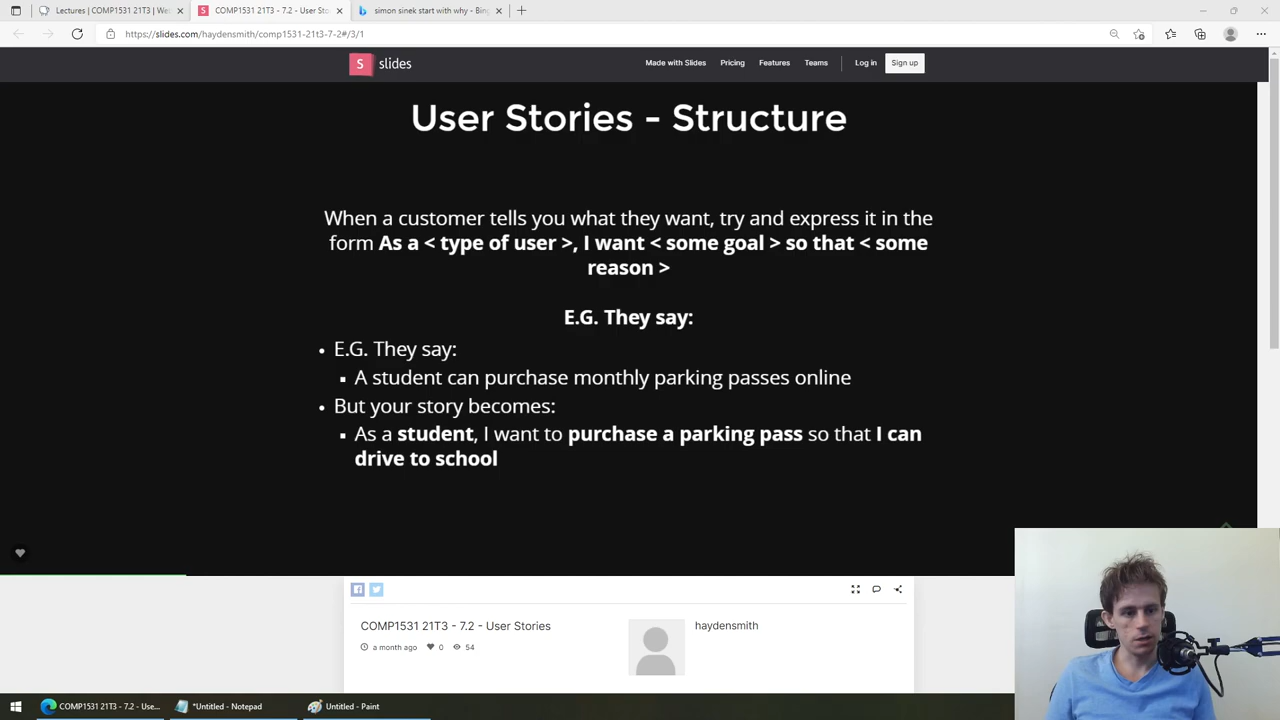 Lectures | COMP1531 21T3 | We
COMP1531 21T3 - 7.2 - User Sto
simon sinek start with why - Bing
https://slides.com/haydensmith/comp1531-21t3-7-2#/3/1
S slides
Made with Slides Pricing Features Teams Log in Sign up
User Stories - Structure
When a customer tells you what they want, try and express it in the
form As a < type of user >, I want < some goal > so that < some
reason >
E.G. They say:
• E.G. They say:
▪ A student can purchase monthly parking passes online
• But your story becomes:
▪ As a student, I want to purchase a parking pass so that I can
drive to school
COMP1531 21T3 - 7.2 - User Stories
haydensmith
a month ago 0 54
COMP1531 21T3 - 7.2 - Use...
*Untitled - Notepad
Untitled - Paint